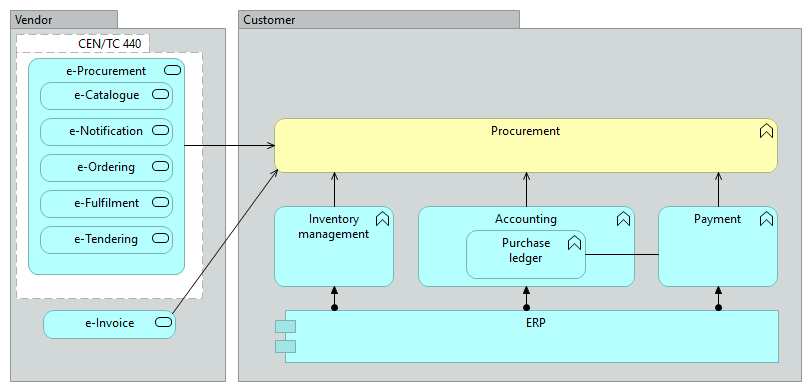 Vendor
CEN/TC 440
e-Procurement
e-Catalogue
e-Notification
e-Ordering
e-Fulfilment
e-Tendering
e-Invoice
Customer
Procurement
Inventory
management
Accounting
Purchase
ledger
Payment
ERP